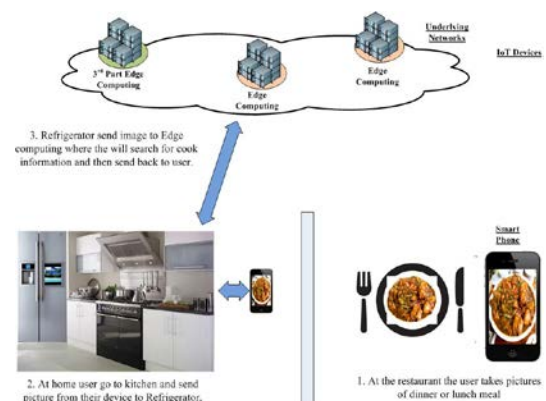 Underlying
Networks
IoT Devices
3rd Part Edge
Computing
Edge
Computing
Edge
Computing
3. Refrigerator send image to Edge
computing where the will search for cook
information and then send back to user.
Smart
Phone
2. At home user go to kitchen and send
picture from their device to Refrigerator.
1. At the restaurant the user takes pictures
of dinner or lunch meal